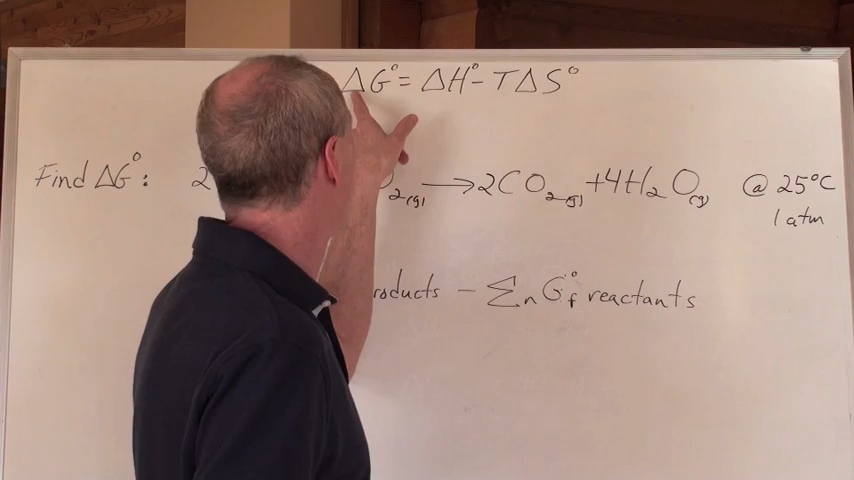 ΔG° = ΔH° - TΔS°
Find ΔG°: 2 O₂₍g₎ → 2CO₂₍g₎ + 4H₂O₍g₎ @ 25°C
1 atm
roducts - Σn G°f reactants